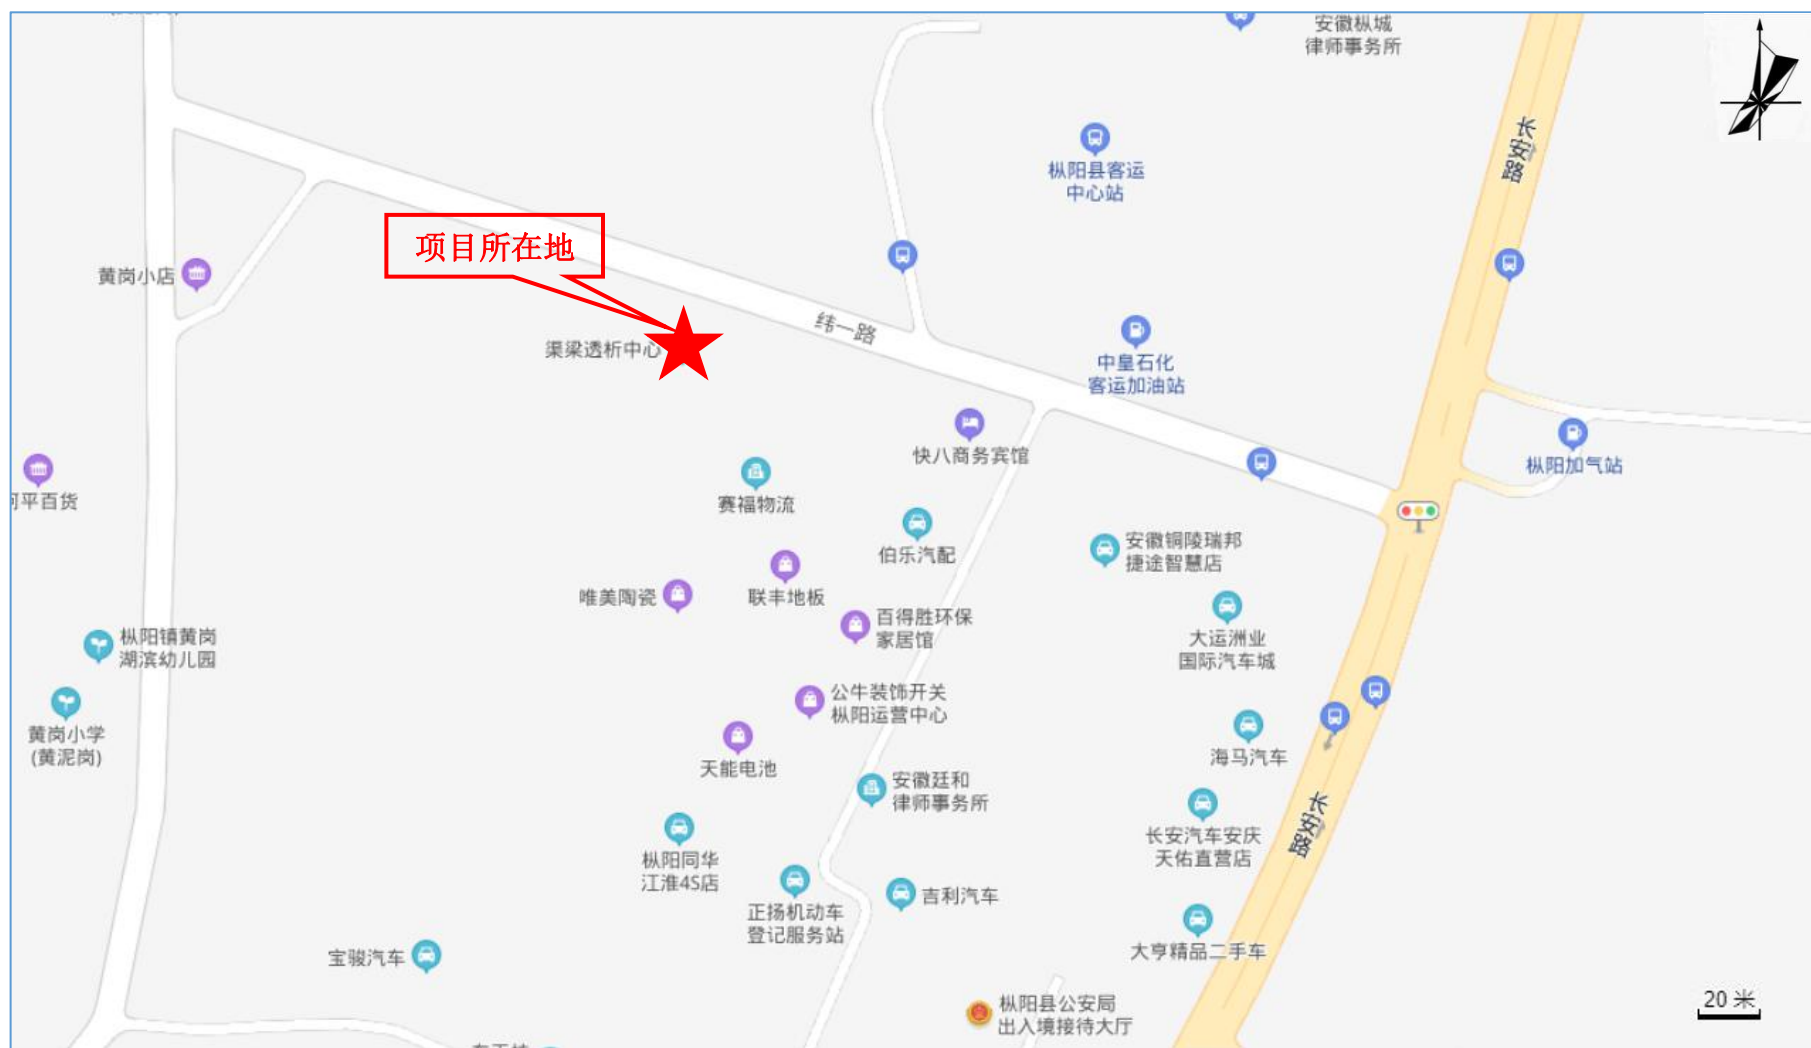 安徽枞城
律师事务所
长安路
枞阳县客运
中心站
项目所在地
黄岗小店
纬一路
渠梁透析中心
中皇石化
客运加油站
快八商务宾馆
枞阳加气站
平百货
赛福物流
伯乐汽配
安徽铜陵瑞邦
捷途智慧店
唯美陶瓷
联丰地板
百得胜环保
家居馆
枞阳镇黄岗
湖滨幼儿园
大运洲业
国际汽车城
公牛装饰开关
枞阳运营中心
黄岗小学
(黄泥岗)
天能电池
海马汽车
安徽廷和
律师事务所
长安路
长安汽车安庆
天佑直营店
枞阳同华
江淮4S店
吉利汽车
正扬机动车
登记服务站
大亨精品二手车
宝骏汽车
枞阳县公安局
出入境接待大厅
20 米